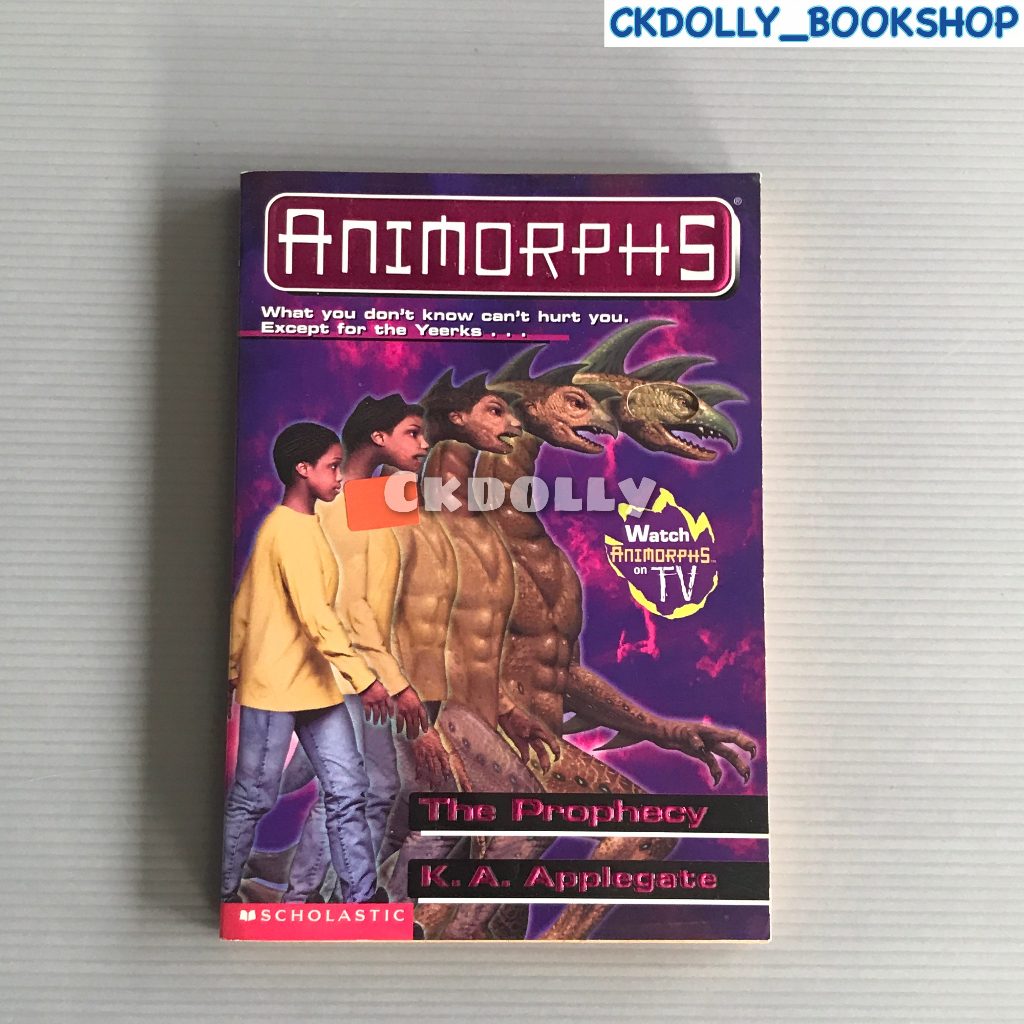 CKDOLLY_BOOKSHOP
ANIMORPHS®
What you don't know can't hurt you.
Except for the Yeerks . . .
CKDOLLY
Watch
ANIMORPHS™
on TV
The Prophecy
K. A. Applegate
SCHOLASTIC